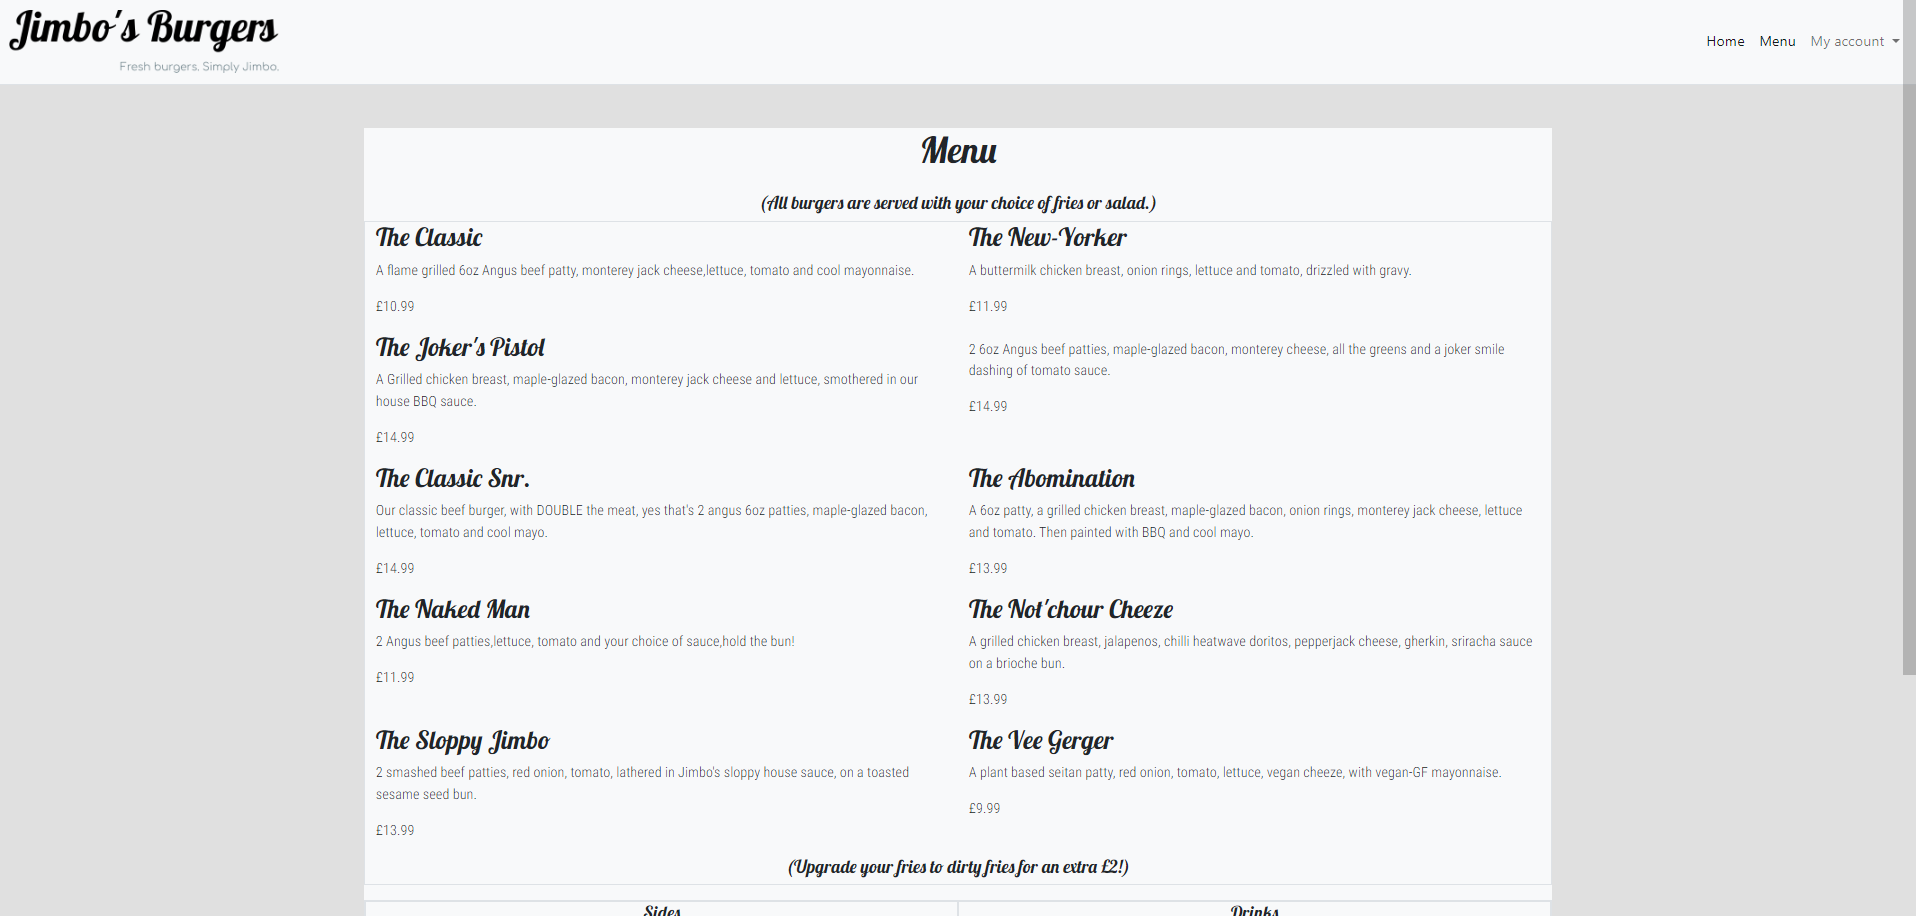 Jimbo's Burgers
Fresh burgers. Simply Jimbo.
Home Menu My account
Menu
(All burgers are served with your choice of fries or salad.)
The Classic
A flame grilled 6oz Angus beef patty, monterey jack cheese,lettuce, tomato and cool mayonnaise.
£10.99
The New-Yorker
A buttermilk chicken breast, onion rings, lettuce and tomato, drizzled with gravy.
£11.99
The Joker's Pistol
A Grilled chicken breast, maple-glazed bacon, monterey jack cheese and lettuce, smothered in our
house BBQ sauce.
£14.99
2 6oz Angus beef patties, maple-glazed bacon, monterey cheese, all the greens and a joker smile
dashing of tomato sauce.
£14.99
The Classic Snr.
Our classic beef burger, with DOUBLE the meat, yes that's 2 angus 6oz patties, maple-glazed bacon,
lettuce, tomato and cool mayo.
£14.99
The Abomination
A 6oz patty, a grilled chicken breast, maple-glazed bacon, onion rings, monterey jack cheese, lettuce
and tomato. Then painted with BBQ and cool mayo.
£13.99
The Naked Man
2 Angus beef patties,lettuce, tomato and your choice of sauce,hold the bun!
£11.99
The Not'chour Cheeze
A grilled chicken breast, jalapenos, chilli heatwave doritos, pepperjack cheese, gherkin, sriracha sauce
on a brioche bun.
£13.99
The Sloppy Jimbo
2 smashed beef patties, red onion, tomato, lathered in Jimbo's sloppy house sauce, on a toasted
sesame seed bun.
£13.99
The Vee Gerger
A plant based seitan patty, red onion, tomato, lettuce, vegan cheeze, with vegan-GF mayonnaise.
£9.99
(Upgrade your fries to dirty fries for an extra £2!)
Sides
Drinks